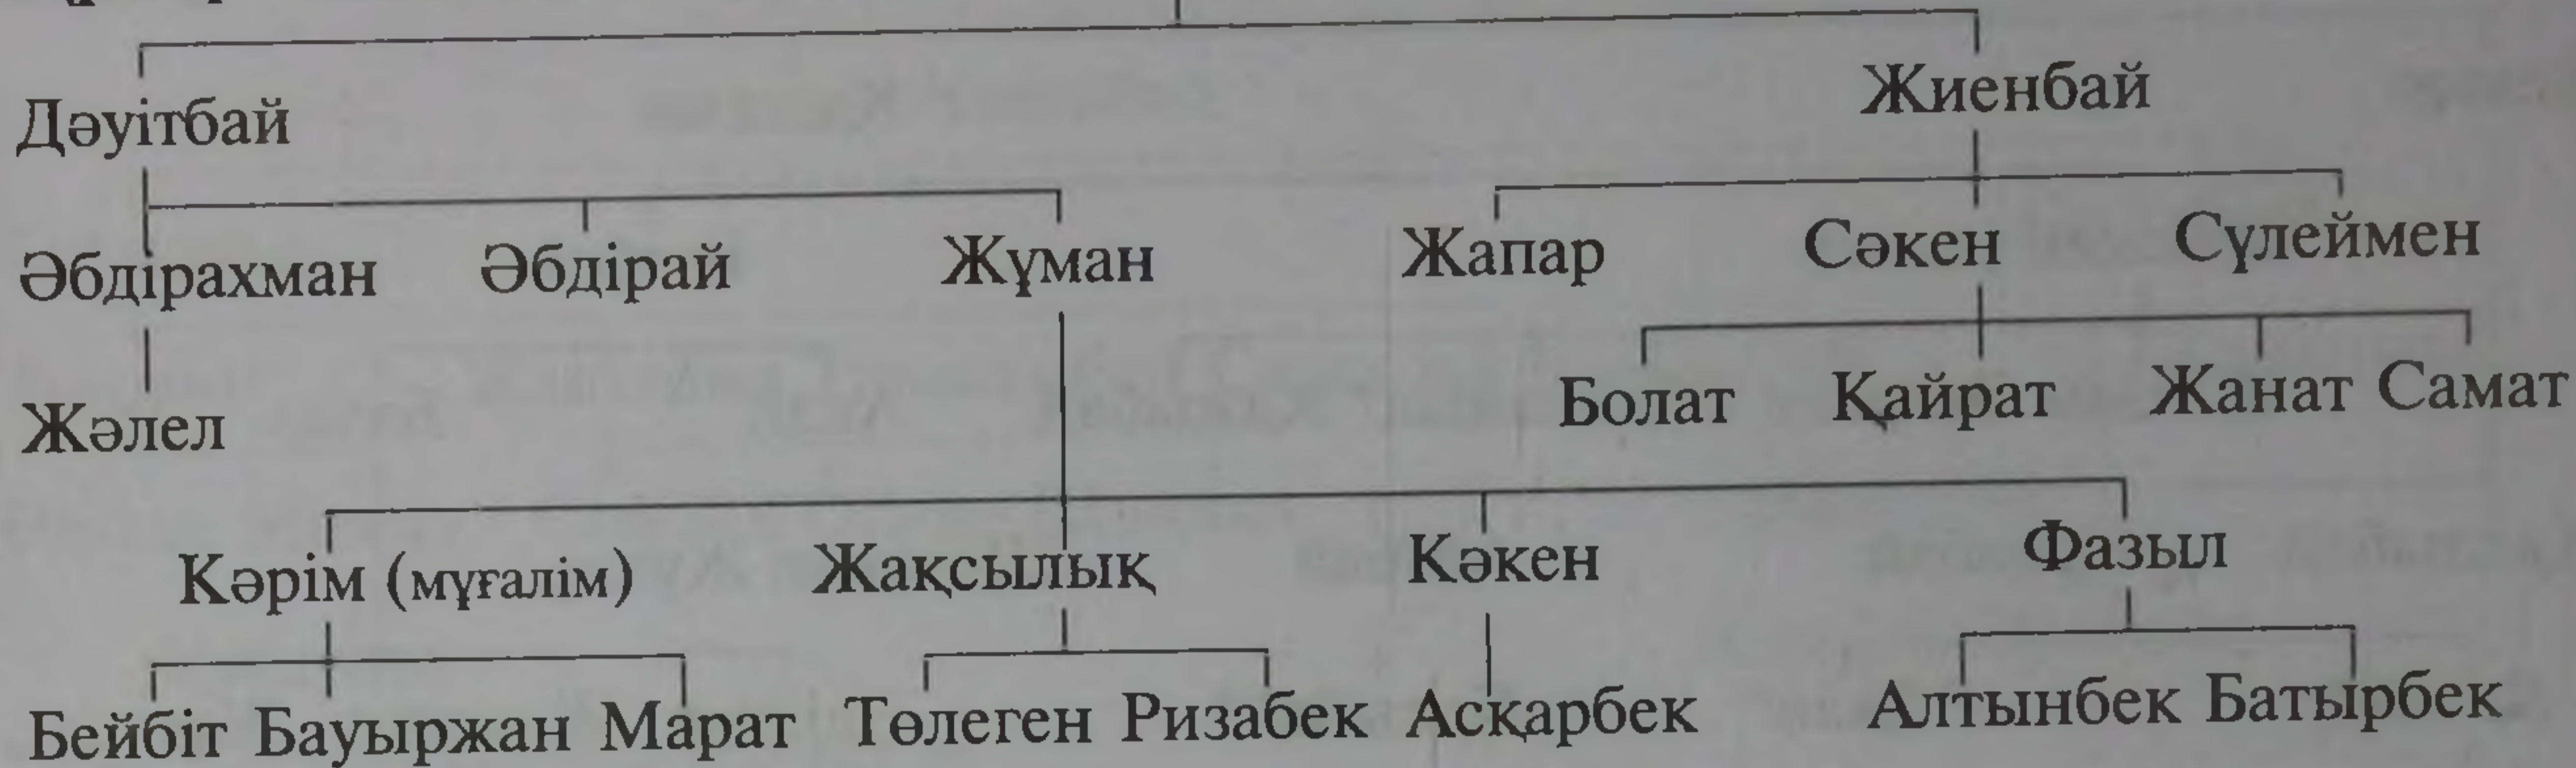 Дәуітбай Жиенбай
Әбдірахман Әбдірай Жұман Жапар Сәкен Сүлеймен
Жәлел Болат Қайрат Жанат Самат
Кәрім (мұғалім) Жақсылық Кәкен Фазыл
Бейбіт Бауыржан Марат Төлеген Ризабек Асқарбек Алтынбек Батырбек